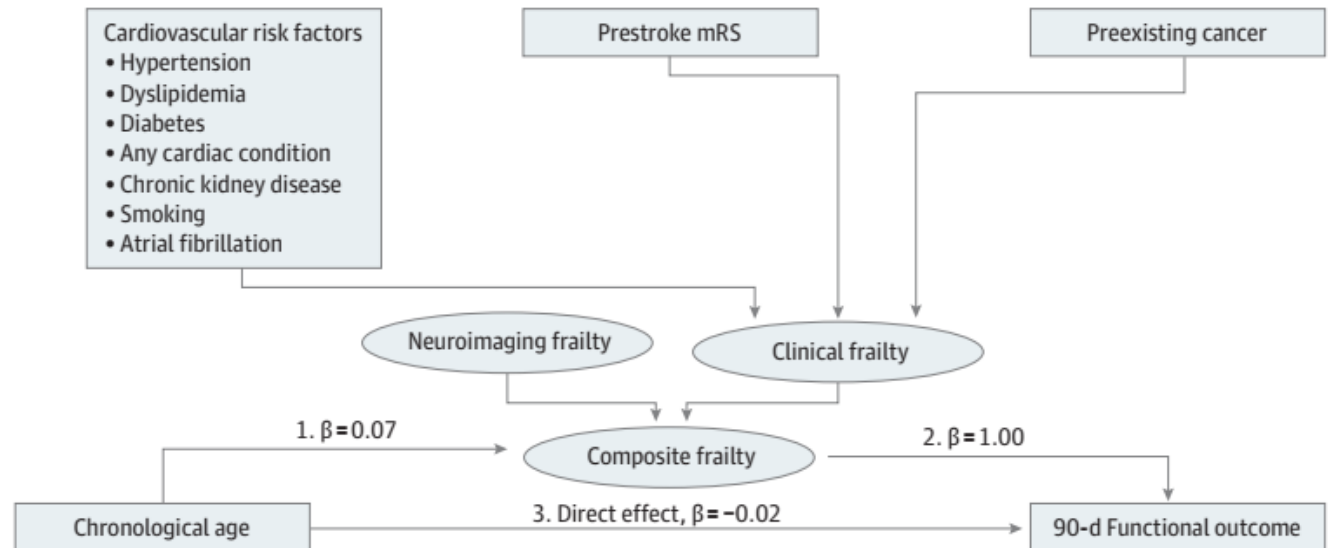 Cardiovascular risk factors
• Hypertension
• Dyslipidemia
• Diabetes
• Any cardiac condition
• Chronic kidney disease
• Smoking
• Atrial fibrillation
Prestroke mRS
Preexisting cancer
Neuroimaging frailty
Clinical frailty
1. β=0.07
Composite frailty
2. β=1.00
Chronological age
3. Direct effect, β=−0.02
90-d Functional outcome